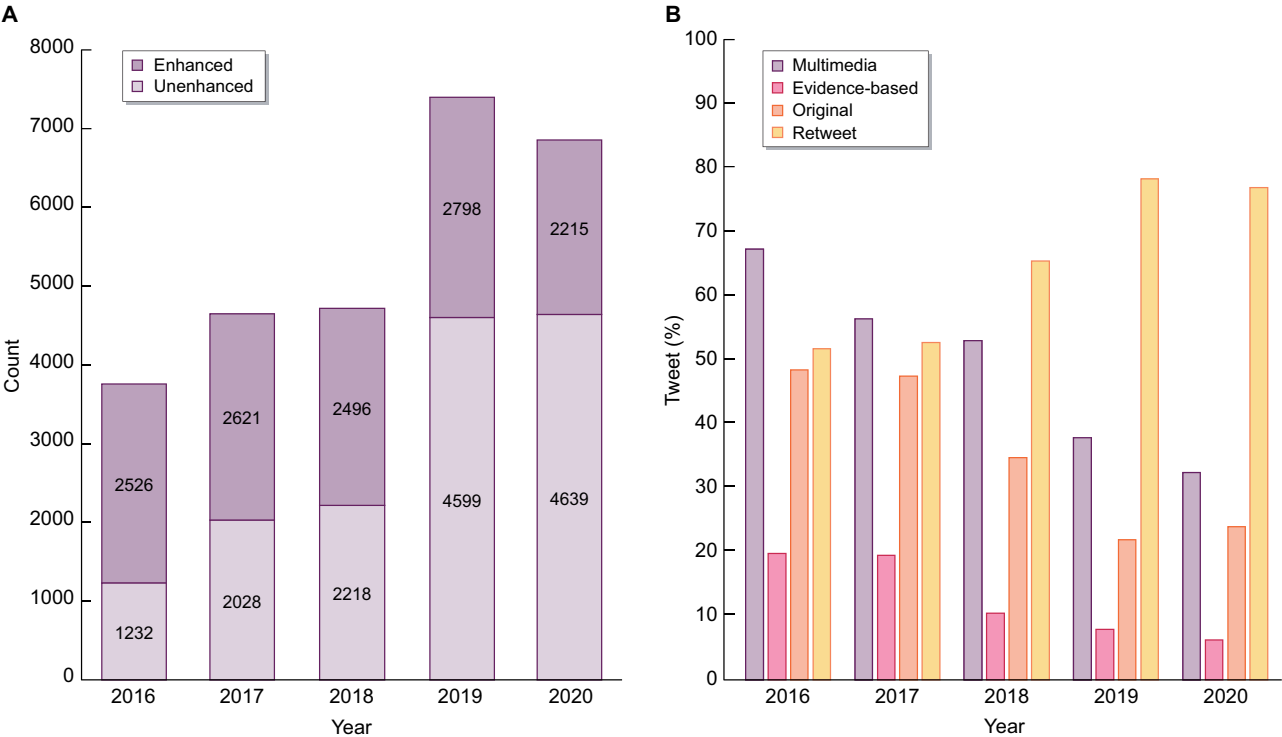 A
8000
7000
6000
5000
4000
3000
2000
1000
0
Count
Enhanced
Unenhanced
2526
1232
2621
2028
2496
2218
2798
4599
2215
4639
2016 2017 2018 2019 2020
Year
B
100
90
80
70
60
50
40
30
20
10
0
Tweet (%)
Multimedia
Evidence-based
Original
Retweet
2016 2017 2018 2019 2020
Year